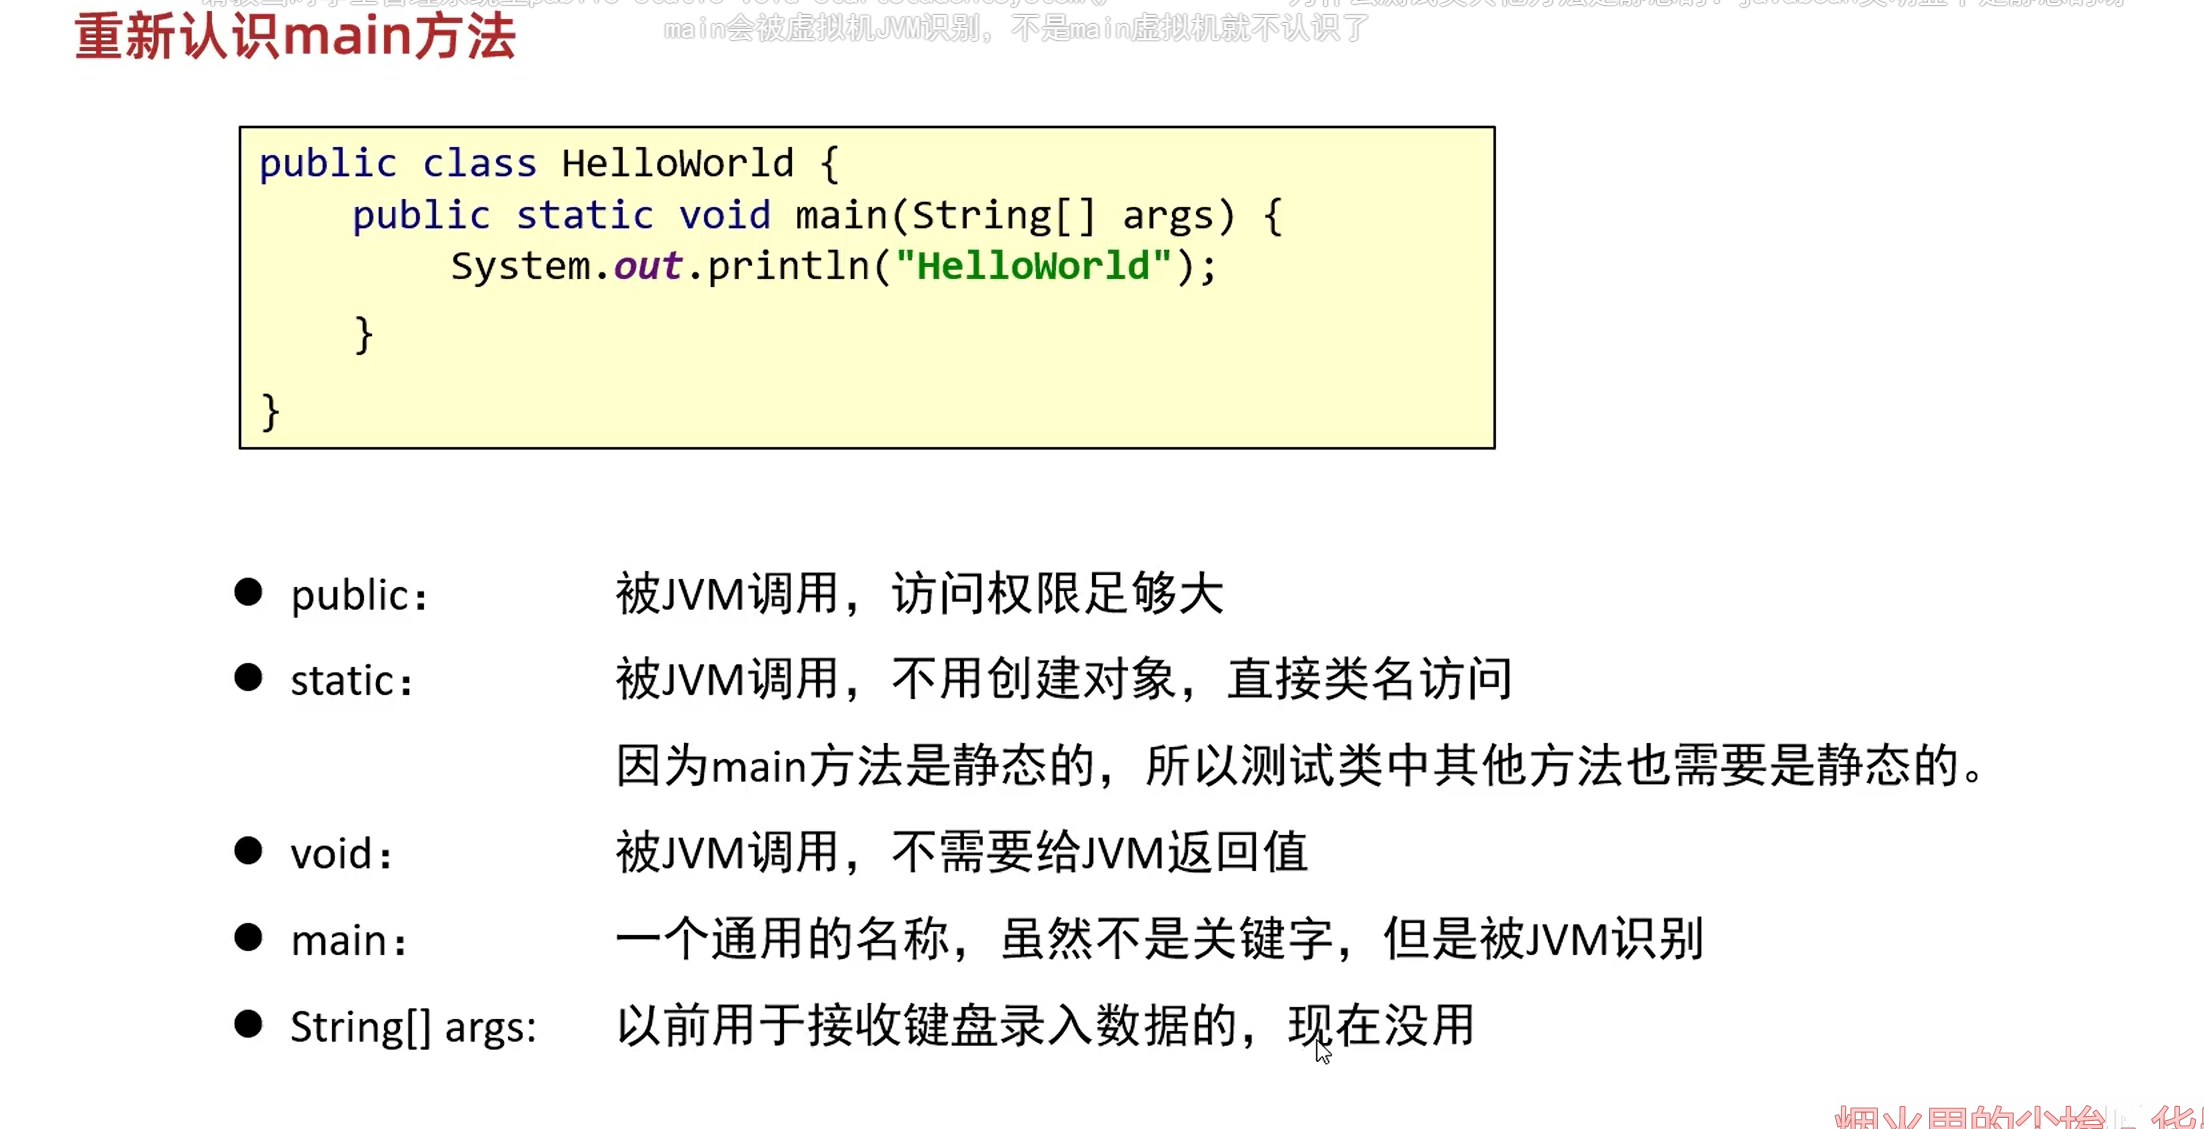 重新认识main方法
main会被虚拟机JVM识别，不是main虚拟机就不认识了
public class HelloWorld {
public static void main(String[] args) {
System.out.println("HelloWorld");
}
}
● public： 被JVM调用，访问权限足够大
● static： 被JVM调用，不用创建对象，直接类名访问
因为main方法是静态的，所以测试类中其他方法也需要是静态的。
● void： 被JVM调用，不需要给JVM返回值
● main： 一个通用的名称，虽然不是关键字，但是被JVM识别
● String[] args: 以前用于接收键盘录入数据的，现在没用